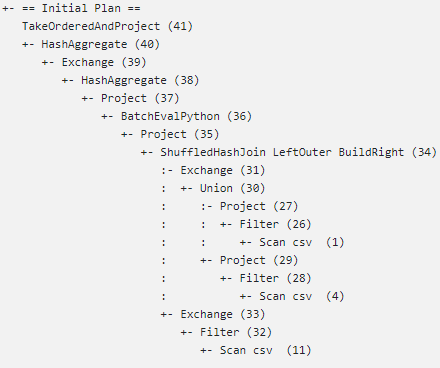 +- == Initial Plan ==
   TakeOrderedAndProject (41)
   +- HashAggregate (40)
      +- Exchange (39)
         +- HashAggregate (38)
            +- Project (37)
               +- BatchEvalPython (36)
                  +- Project (35)
                     +- ShuffledHashJoin LeftOuter BuildRight (34)
                        :- Exchange (31)
                        :  +- Union (30)
                        :     :- Project (27)
                        :     :  +- Filter (26)
                        :     :     +- Scan csv  (1)
                        :     +- Project (29)
                        :        +- Filter (28)
                        :           +- Scan csv  (4)
                        +- Exchange (33)
                           +- Filter (32)
                              +- Scan csv  (11)